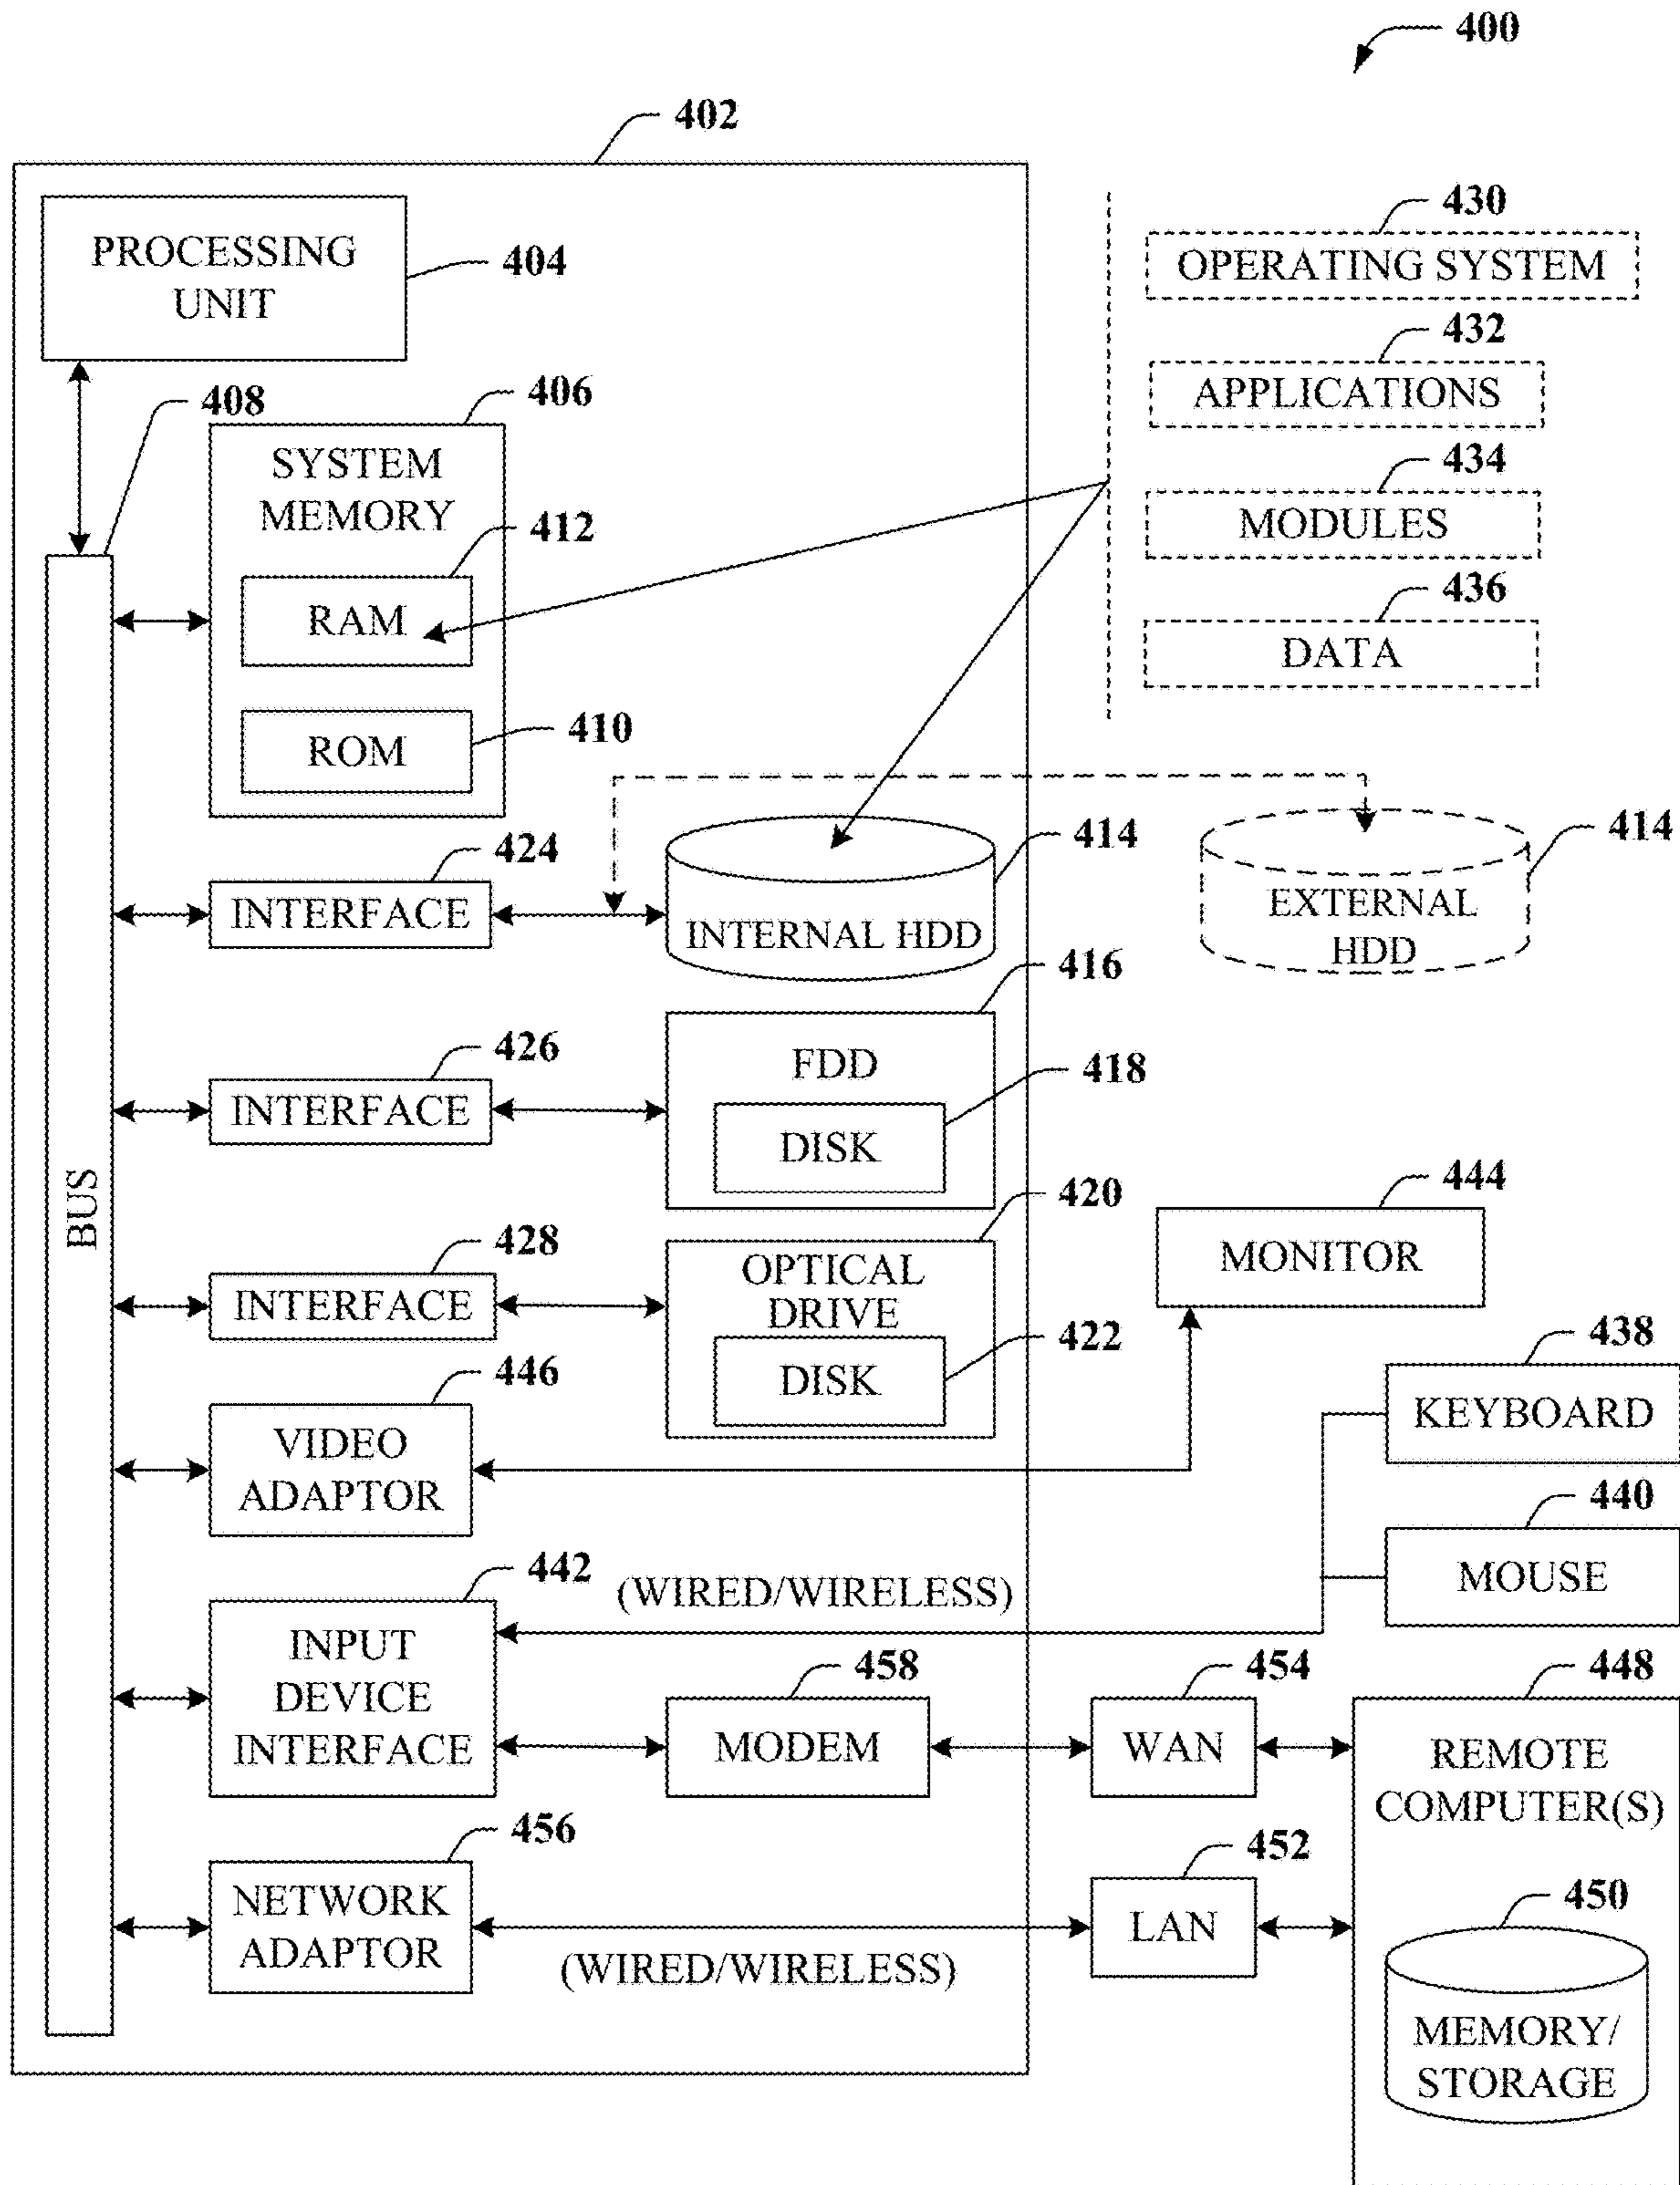 400
402
PROCESSING
UNIT
404
430
OPERATING SYSTEM
432
APPLICATIONS
434
MODULES
436
DATA
408
406
SYSTEM
MEMORY
412
RAM
410
ROM
BUS
424
INTERFACE
414
INTERNAL HDD
414
EXTERNAL
HDD
426
INTERFACE
416
FDD
418
DISK
428
INTERFACE
420
OPTICAL
DRIVE
422
DISK
444
MONITOR
446
VIDEO
ADAPTOR
438
KEYBOARD
440
MOUSE
442
INPUT
DEVICE
INTERFACE
(WIRED/WIRELESS)
458
MODEM
454
WAN
448
REMOTE
COMPUTER(S)
456
NETWORK
ADAPTOR
(WIRED/WIRELESS)
452
LAN
450
MEMORY/
STORAGE